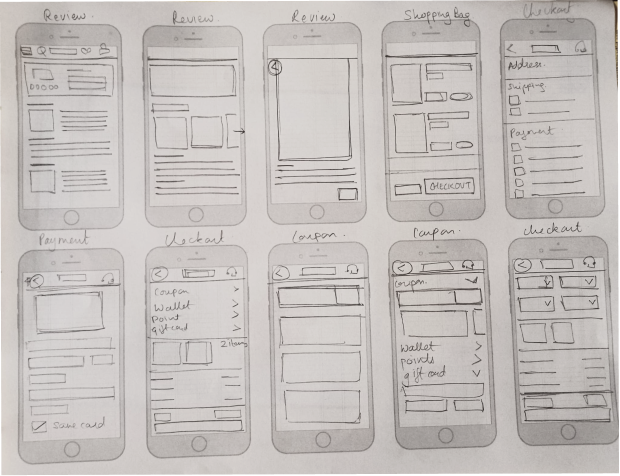 Review.
Review.
Review
Shopping Bag
Checkout
Address.
Shipping
Payment
CHECKOUT
Payment
Checkout
Coupon.
Coupon.
Checkout
Save card
Coupon
Wallet
Point
gift card
2 items
Coupon.
Wallet
points
gift card